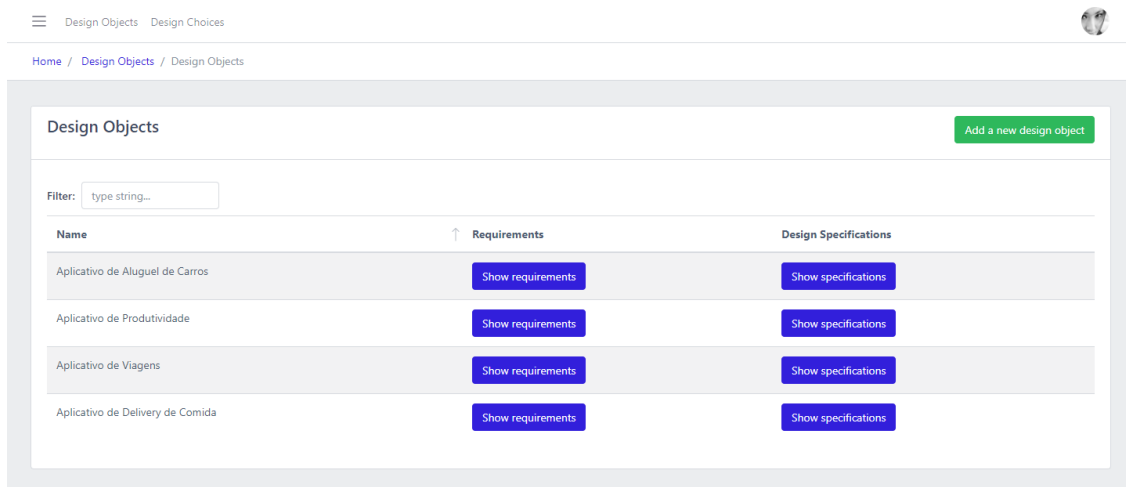 Design Objects Design Choices
Home / Design Objects / Design Objects
Design Objects Add a new design object
Filter: type string...
Name ↑ Requirements Design Specifications
Aplicativo de Aluguel de Carros Show requirements Show specifications
Aplicativo de Produtividade Show requirements Show specifications
Aplicativo de Viagens Show requirements Show specifications
Aplicativo de Delivery de Comida Show requirements Show specifications